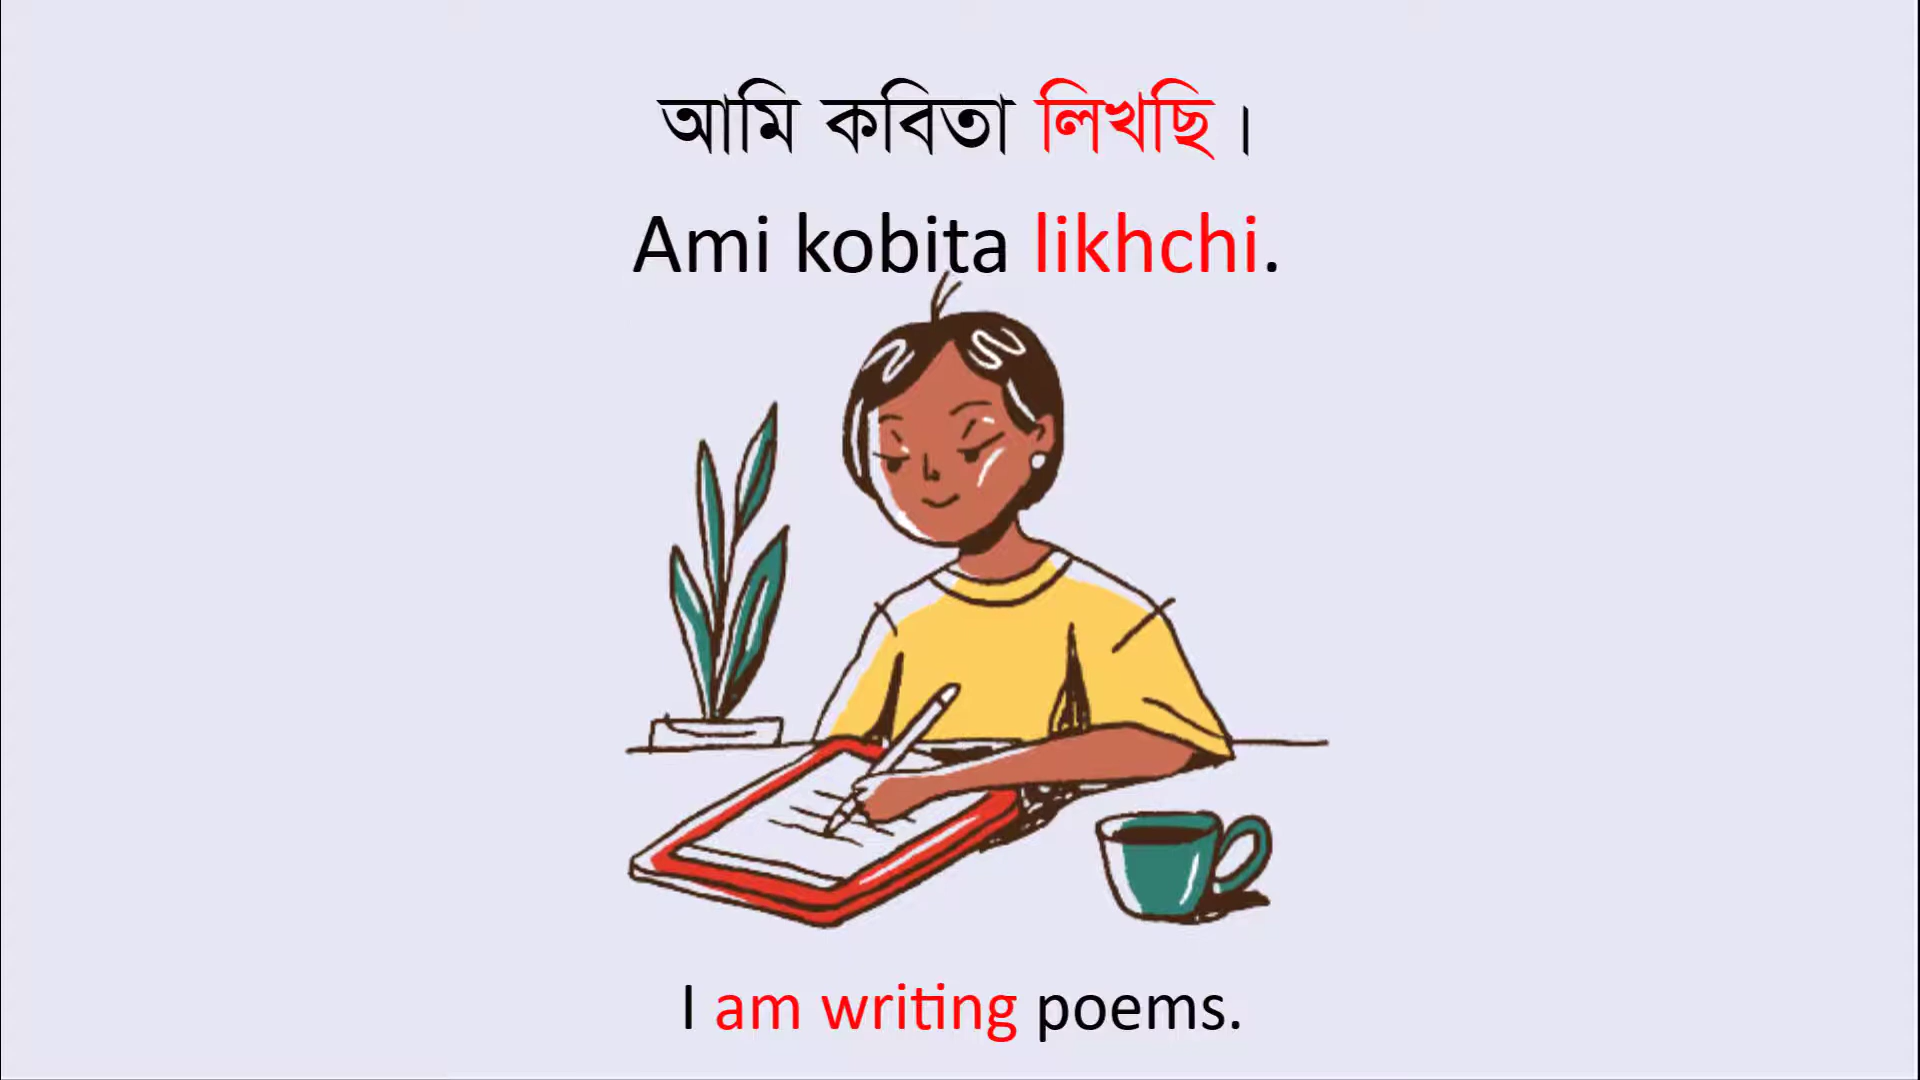 আমি কবিতা লিখছি ।
Ami kobita likhchi.
I am writing poems.